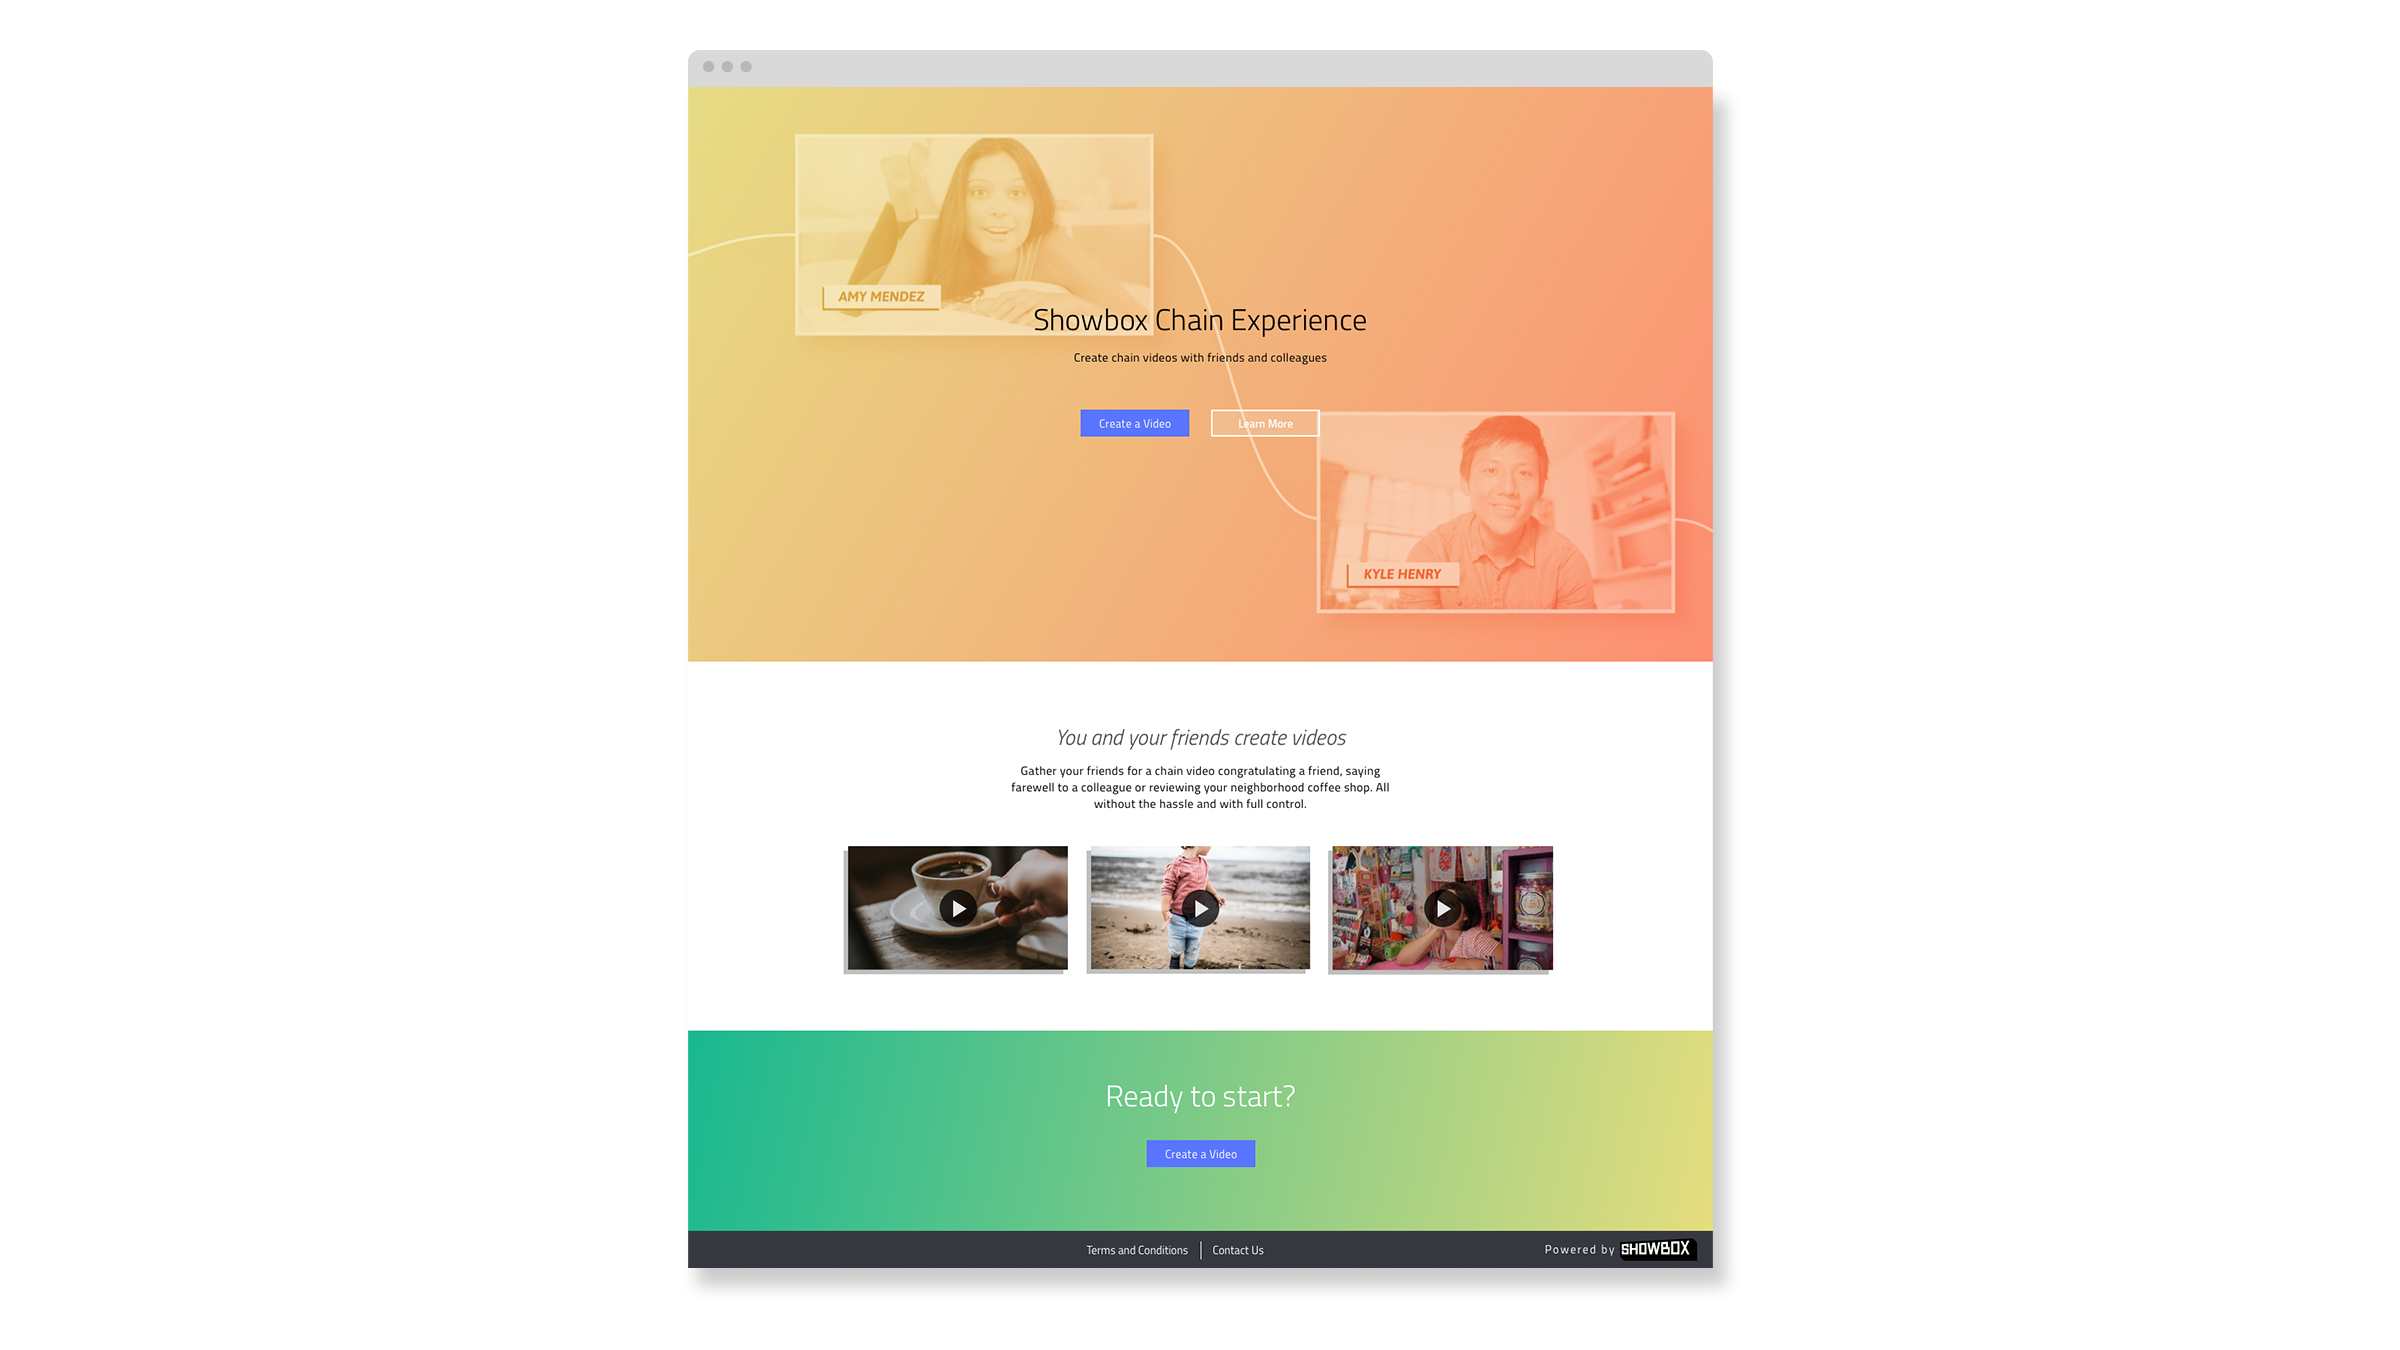 AMY MENDEZ
Showbox Chain Experience
Create chain videos with friends and colleagues
Create a Video
Learn More
KYLE HENRY
You and your friends create videos
Gather your friends for a chain video congratulating a friend, saying
farewell to a colleague or reviewing your neighborhood coffee shop. All
without the hassle and with full control.
Ready to start?
Create a Video
Terms and Conditions
Contact Us
Powered by SHOWBOX